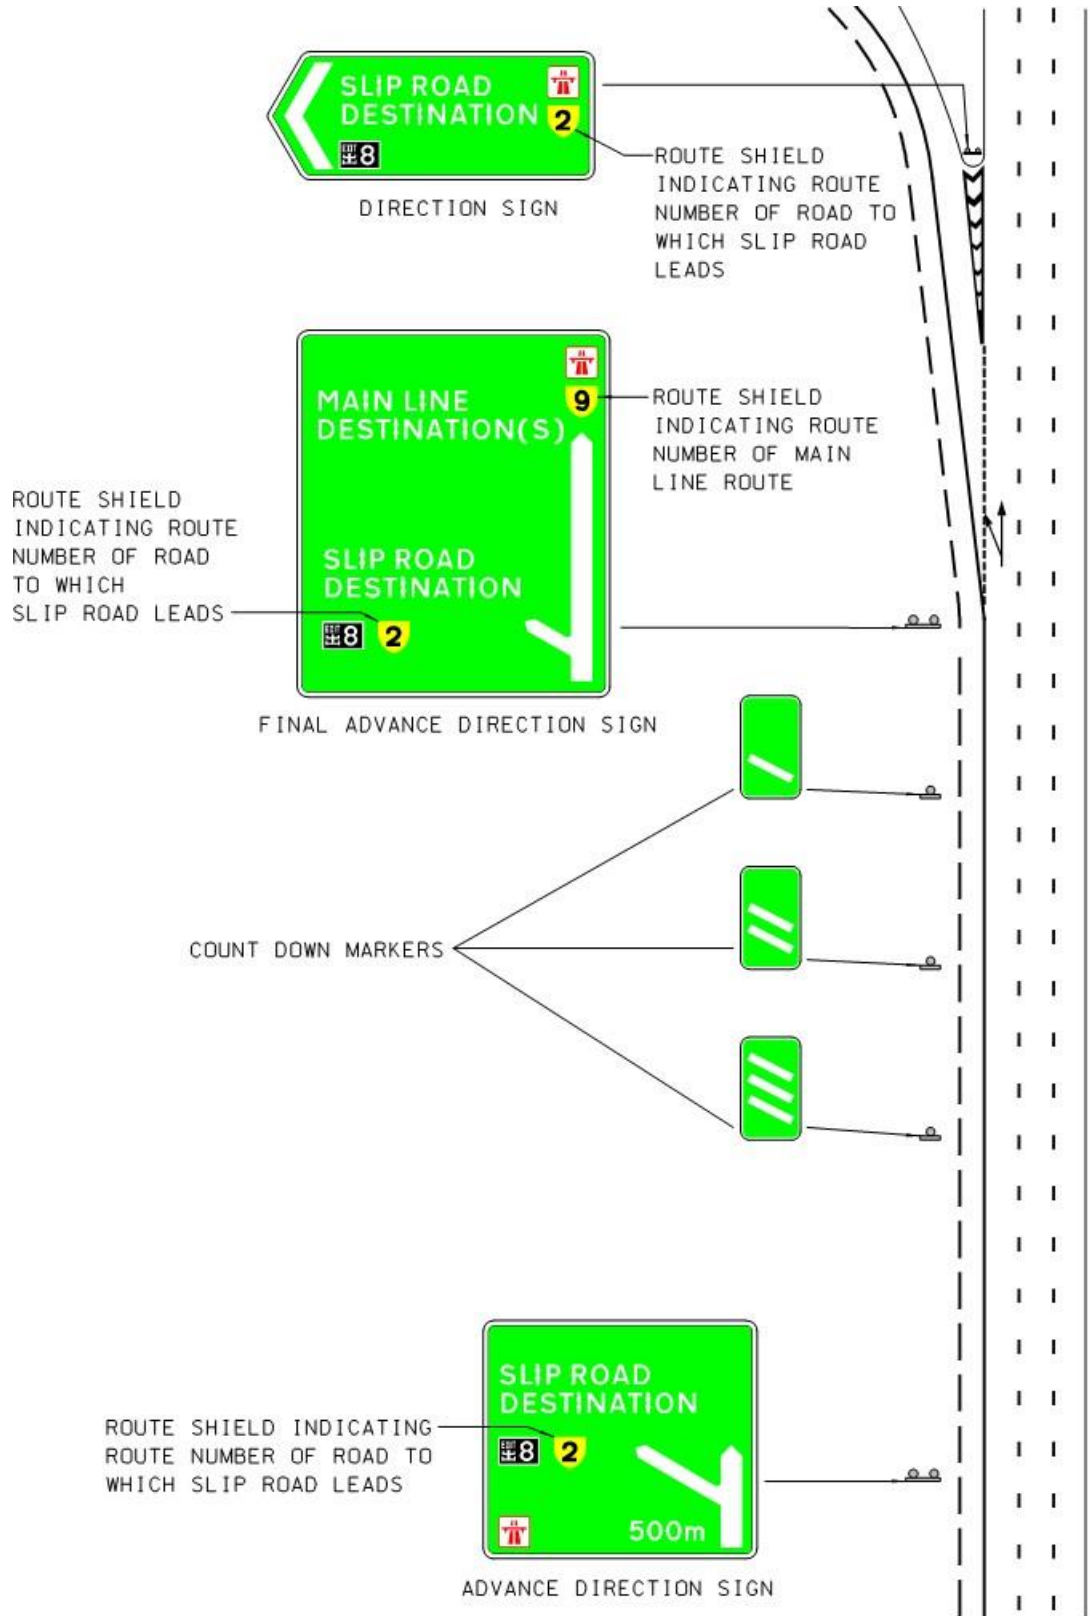 SLIP ROAD
DESTINATION
2
EXIT
8
DIRECTION SIGN
ROUTE SHIELD
INDICATING ROUTE
NUMBER OF ROAD TO
WHICH SLIP ROAD
LEADS
MAIN LINE
DESTINATION(S)
9
ROUTE SHIELD
INDICATING ROUTE
NUMBER OF MAIN
LINE ROUTE
ROUTE SHIELD
INDICATING ROUTE
NUMBER OF ROAD
TO WHICH
SLIP ROAD LEADS
SLIP ROAD
DESTINATION
EXIT
8 2
FINAL ADVANCE DIRECTION SIGN
COUNT DOWN MARKERS
SLIP ROAD
DESTINATION
EXIT
8 2
500m
ROUTE SHIELD INDICATING
ROUTE NUMBER OF ROAD TO
WHICH SLIP ROAD LEADS
ADVANCE DIRECTION SIGN